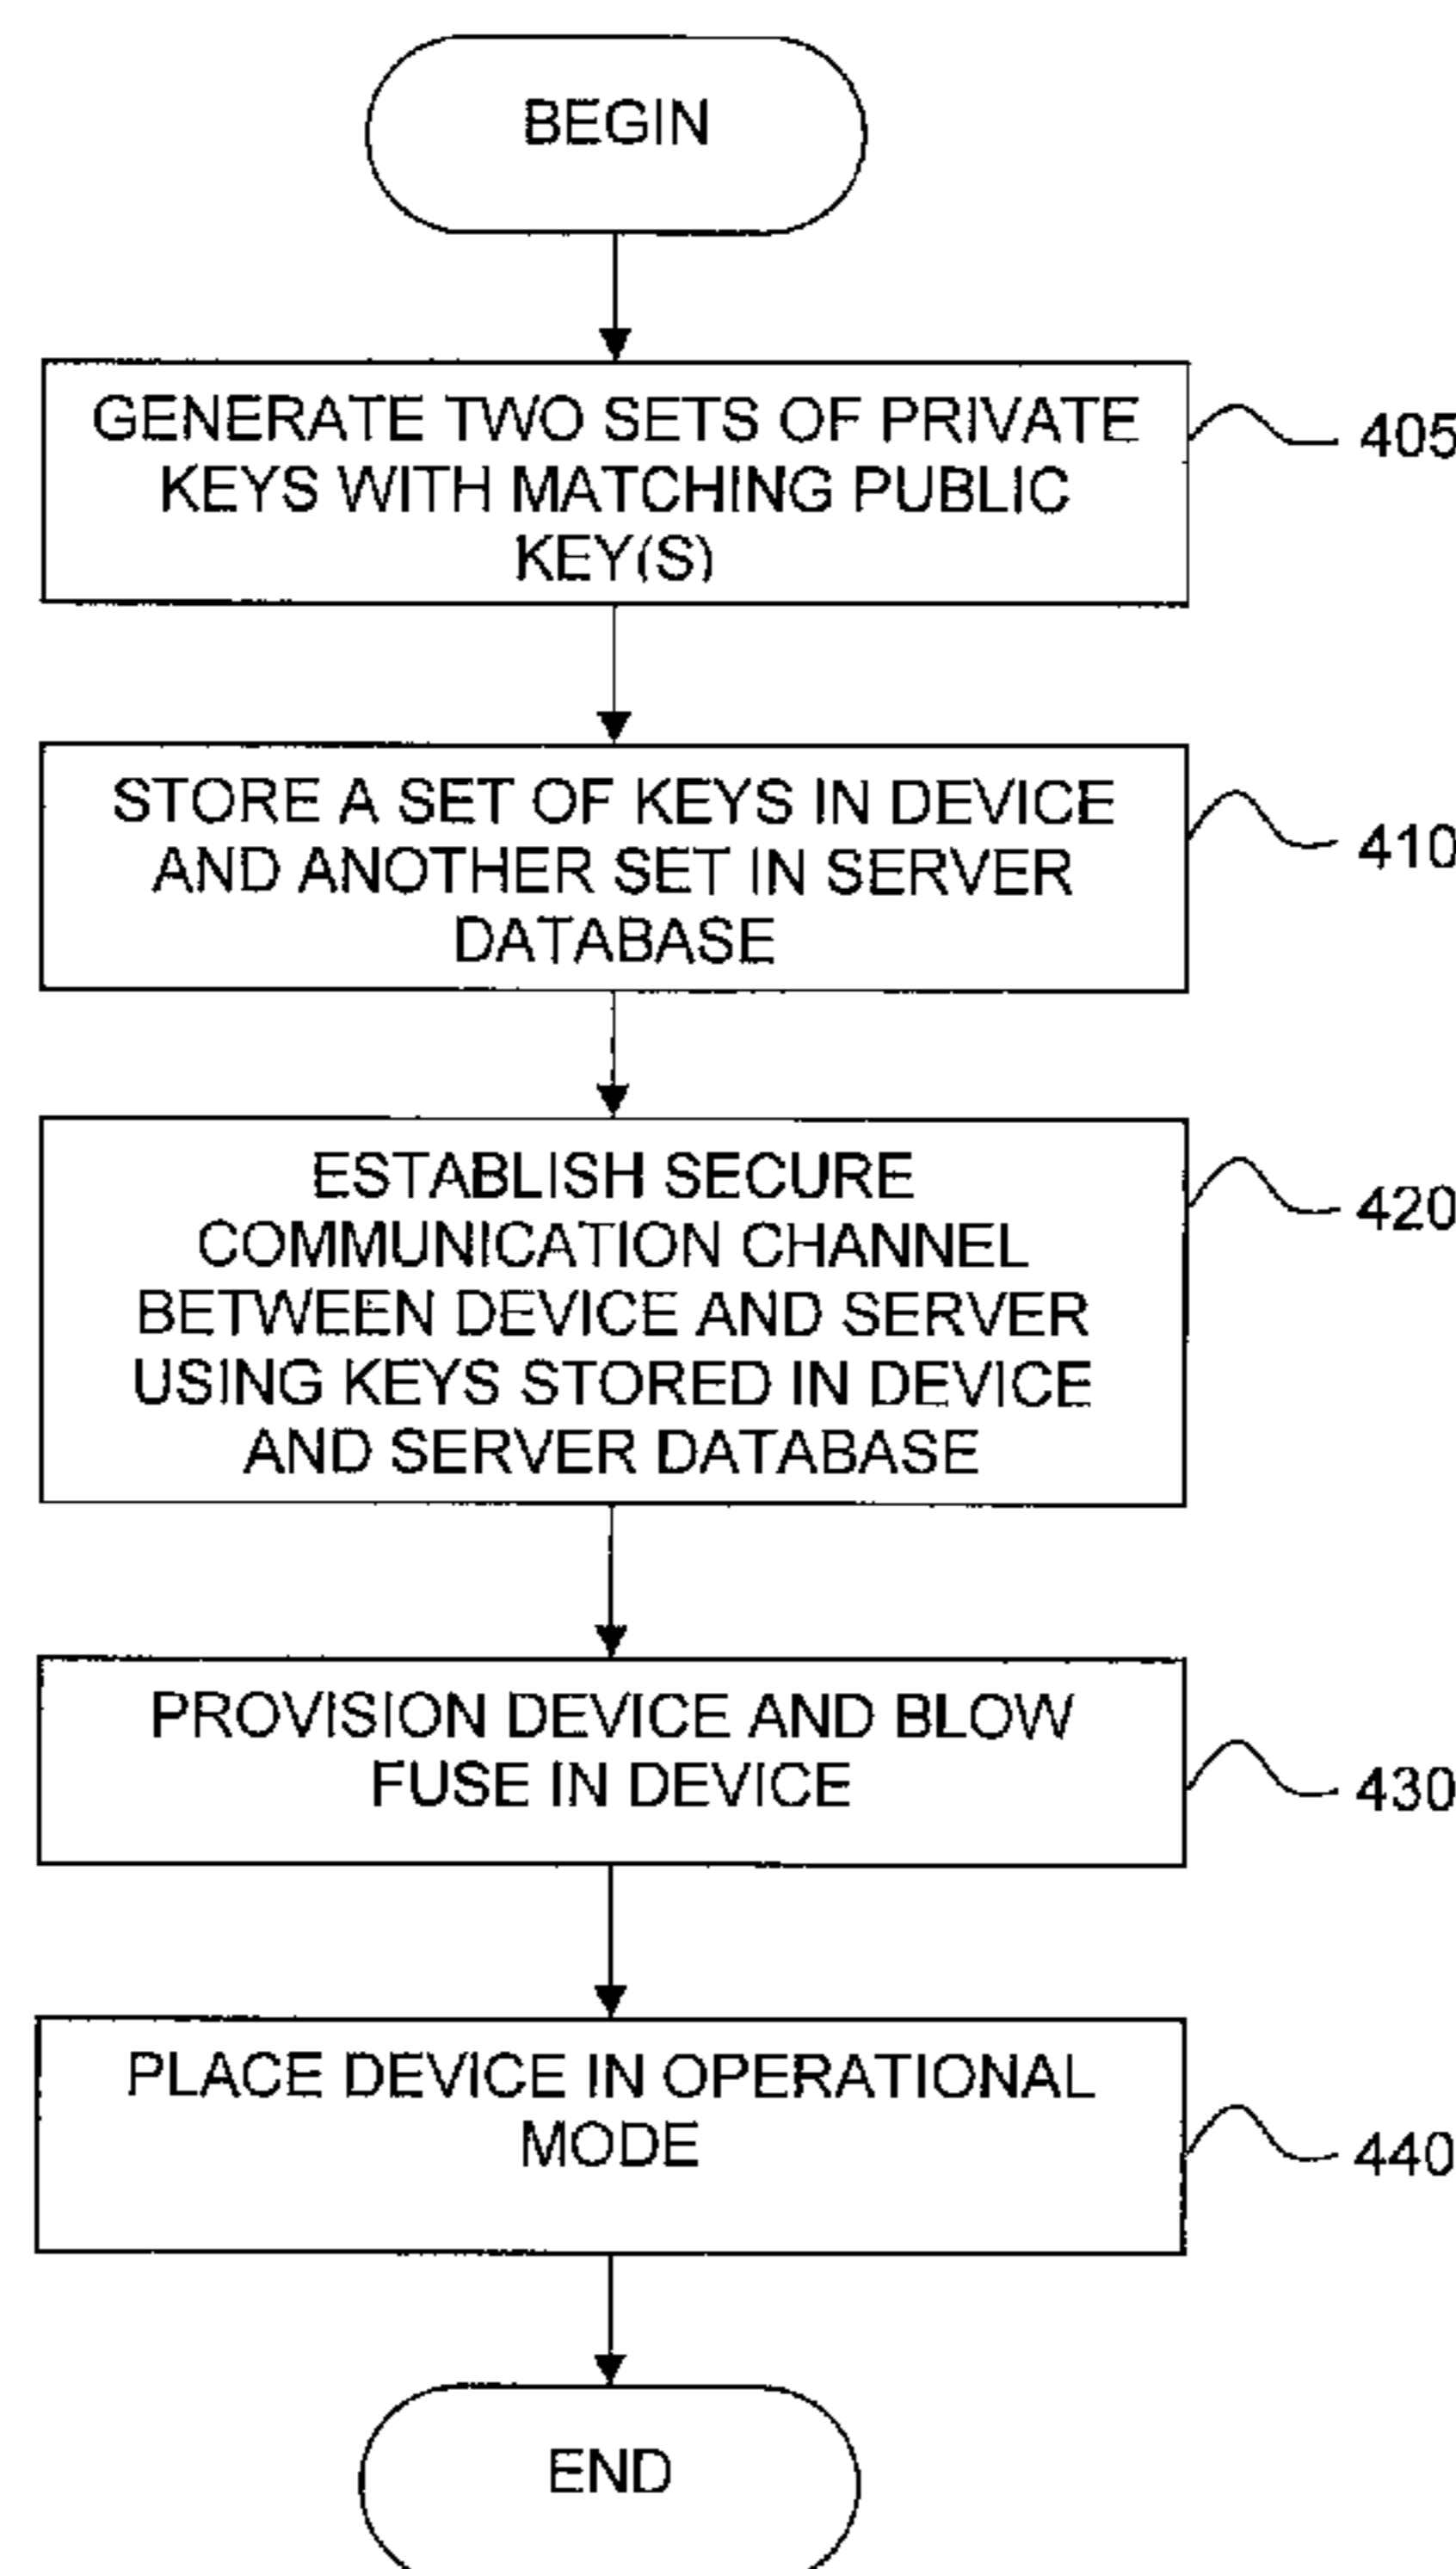 BEGIN
GENERATE TWO SETS OF PRIVATE
KEYS WITH MATCHING PUBLIC
KEY(S)
405
STORE A SET OF KEYS IN DEVICE
AND ANOTHER SET IN SERVER
DATABASE
410
ESTABLISH SECURE
COMMUNICATION CHANNEL
BETWEEN DEVICE AND SERVER
USING KEYS STORED IN DEVICE
AND SERVER DATABASE
420
PROVISION DEVICE AND BLOW
FUSE IN DEVICE
430
PLACE DEVICE IN OPERATIONAL
MODE
440
END